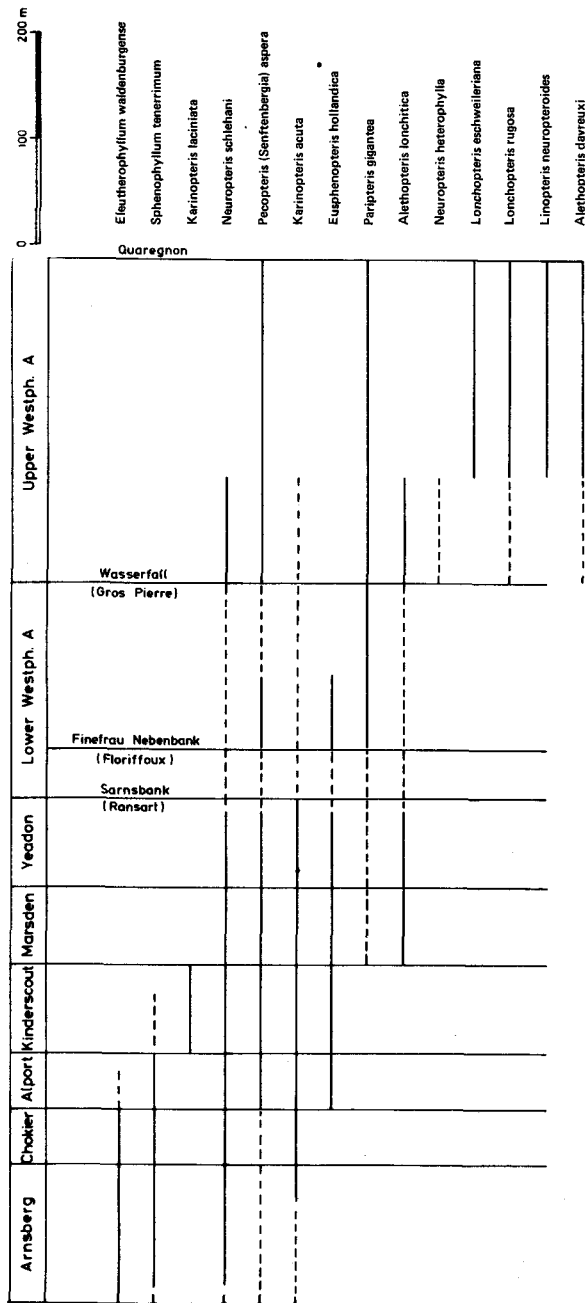 200 m
100
0
Eleutherophyllum waldenburgense
Sphenophyllum tenerrimum
Karinopteris laciniata
Neuropteris schlehani
Pecopteris (Senftenbergia) aspera
Karinopteris acuta
Eusphenopteris hollandica
Paripteris gigantea
Alethopteris lonchitica
Neuropteris heterophylla
Lonchopteris eschweileriana
Lonchopteris rugosa
Linopteris neuropteroides
Alethopteris davreuxi
Quaregnon
Upper Westph. A
Wasserfall
(Gros Pierre)
Lower Westph. A
Finefrau Nebenbank
(Floriffoux)
Sarnsbank
(Ransart)
Yeadon
Marsden
Kinderscout
Alport
Chokier
Arnsberg